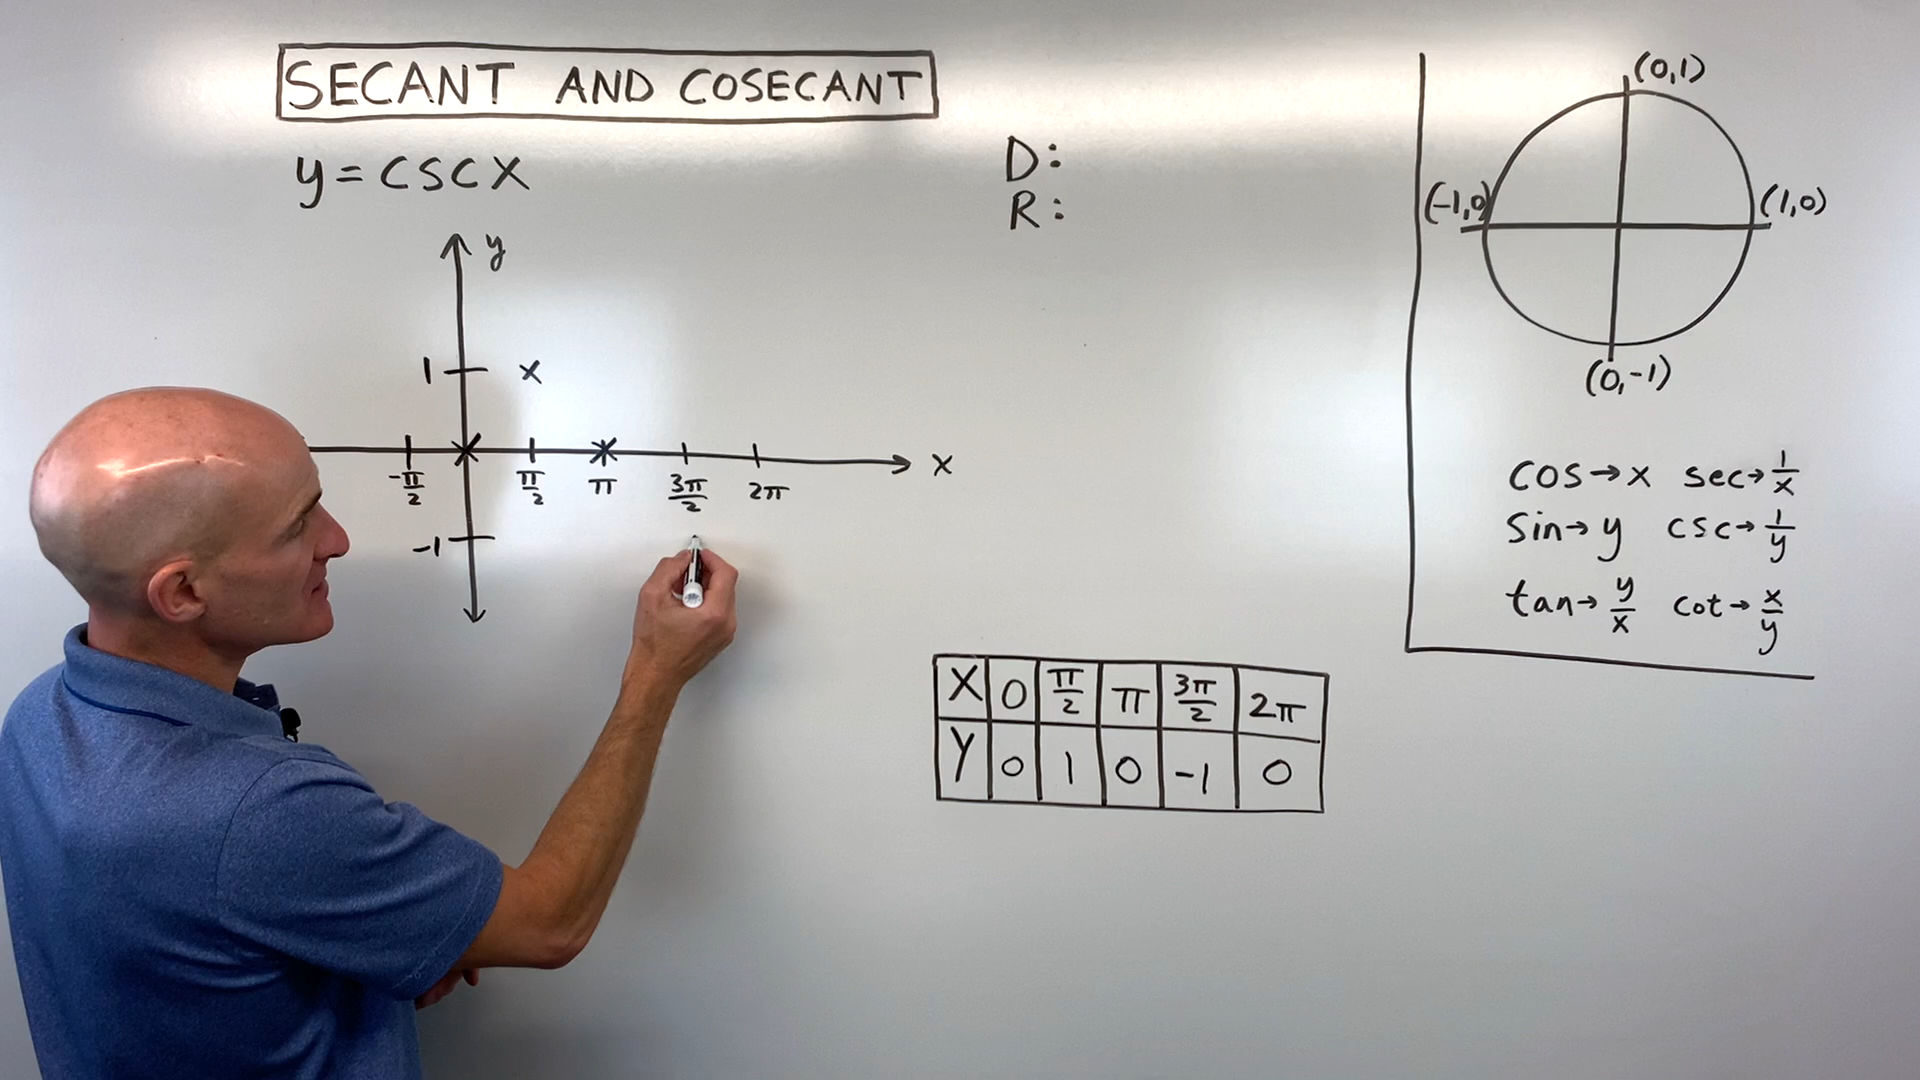 SECANT AND COSECANT
y = CSC X
D:
R:
y
1
-π/2
π/2
π
3π/2
2π
x
-1
(0,1)
(-1,0)
(1,0)
(0,-1)
COS→x sec→1/x
Sin→y csc→1/y
tan→y/x cot→x/y
X 0 π/2 π 3π/2 2π
Y 0 1 0 -1 0